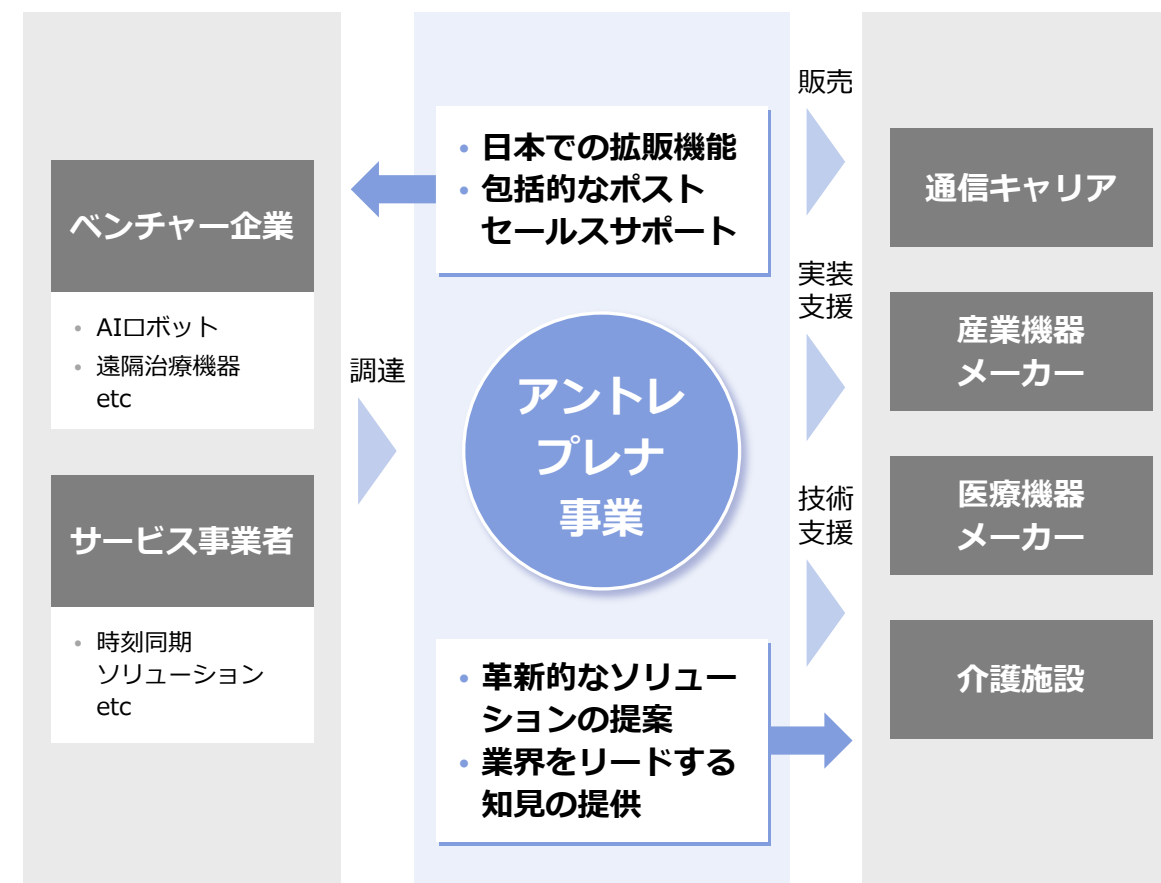 ベンチャー企業
• AIロボット
• 遠隔治療機器
etc
サービス事業者
• 時刻同期
ソリューション
etc
調達
• 日本での拡販機能
• 包括的なポスト
セールスサポート
アントレ
プレナ
事業
• 革新的なソリュー
ションの提案
• 業界をリードする
知見の提供
販売
実装
支援
技術
支援
通信キャリア
産業機器
メーカー
医療機器
メーカー
介護施設